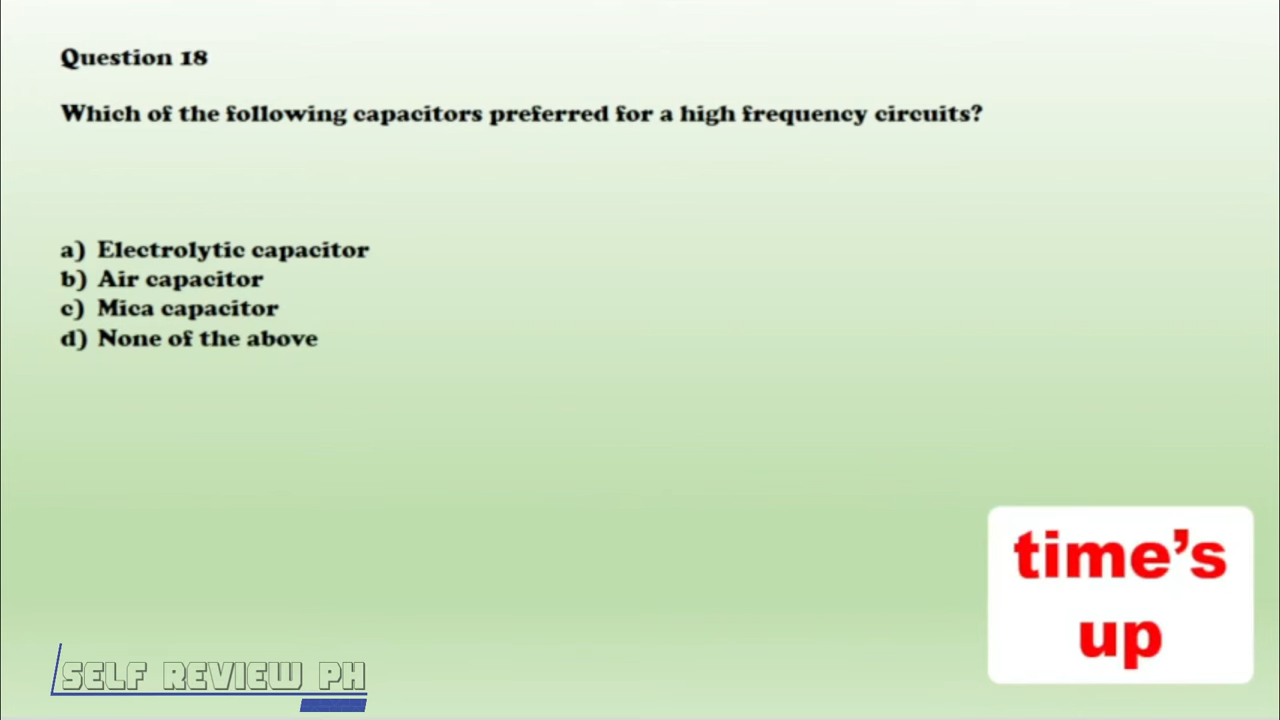 Question 18
Which of the following capacitors preferred for a high frequency circuits?
a) Electrolytic capacitor
b) Air capacitor
c) Mica capacitor
d) None of the above
time's
up
SELF REVIEW PH